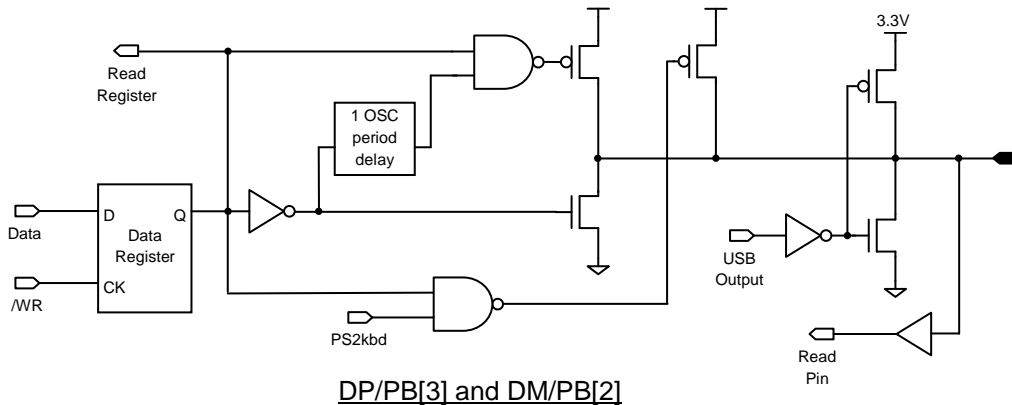 3.3V
Read
Register
1 OSC
period
delay
D
Q
Data
Data
Register
/WR
CK
USB
Output
PS2kbd
Read
Pin
DP/PB[3] and DM/PB[2]